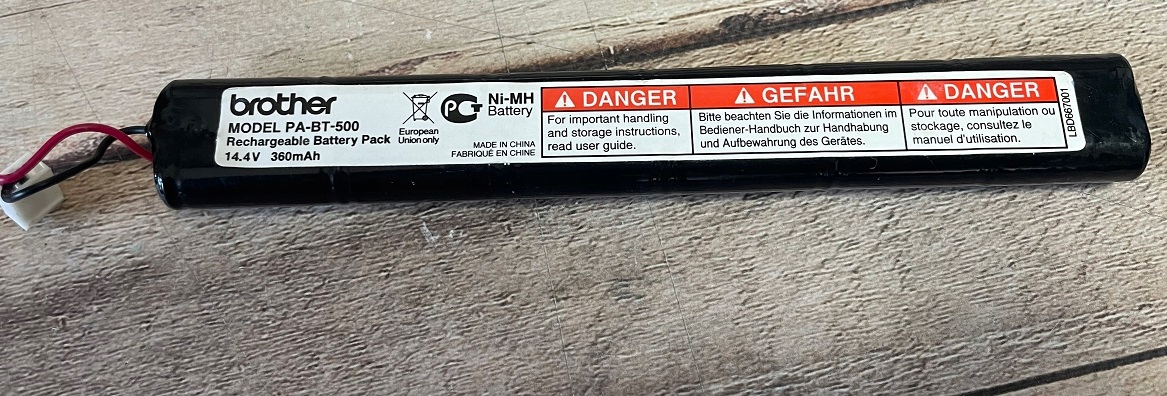 brother
MODEL PA-BT-500
Rechargeable Battery Pack
14.4V 360mAh
European
Union only
Ni-MH
Battery
MADE IN CHINA
FABRIQUÉ EN CHINE
DANGER
For important handling
and storage instructions,
read user guide.
GEFAHR
Bitte beachten Sie die Informationen im
Bediener-Handbuch zur Handhabung
und Aufbewahrung des Gerätes.
DANGER
Pour toute manipulation ou
stockage, consultez le
manuel d'utilisation.
LBD667001